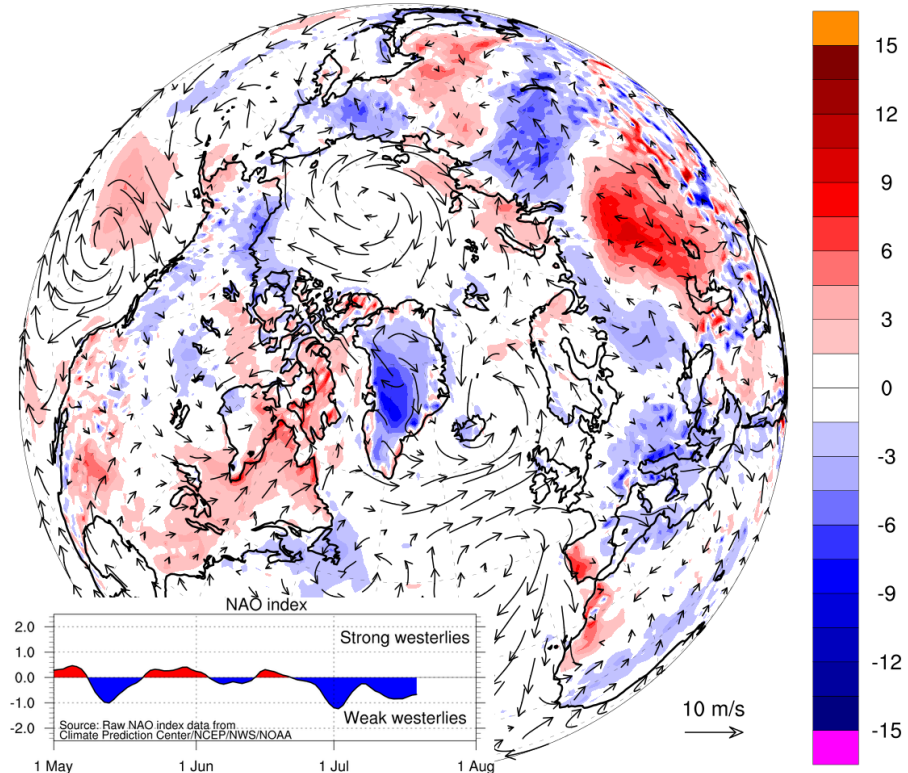 15
12
9
6
3
0
-3
-6
-9
-12
-15
10 m/s
NAO index
2.0
1.0
0.0
-1.0
-2.0
Strong westerlies
Weak westerlies
Source: Raw NAO index data from
Climate Prediction Center/NCEP/NWS/NOAA
1 May
1 Jun
1 Jul
1 Aug